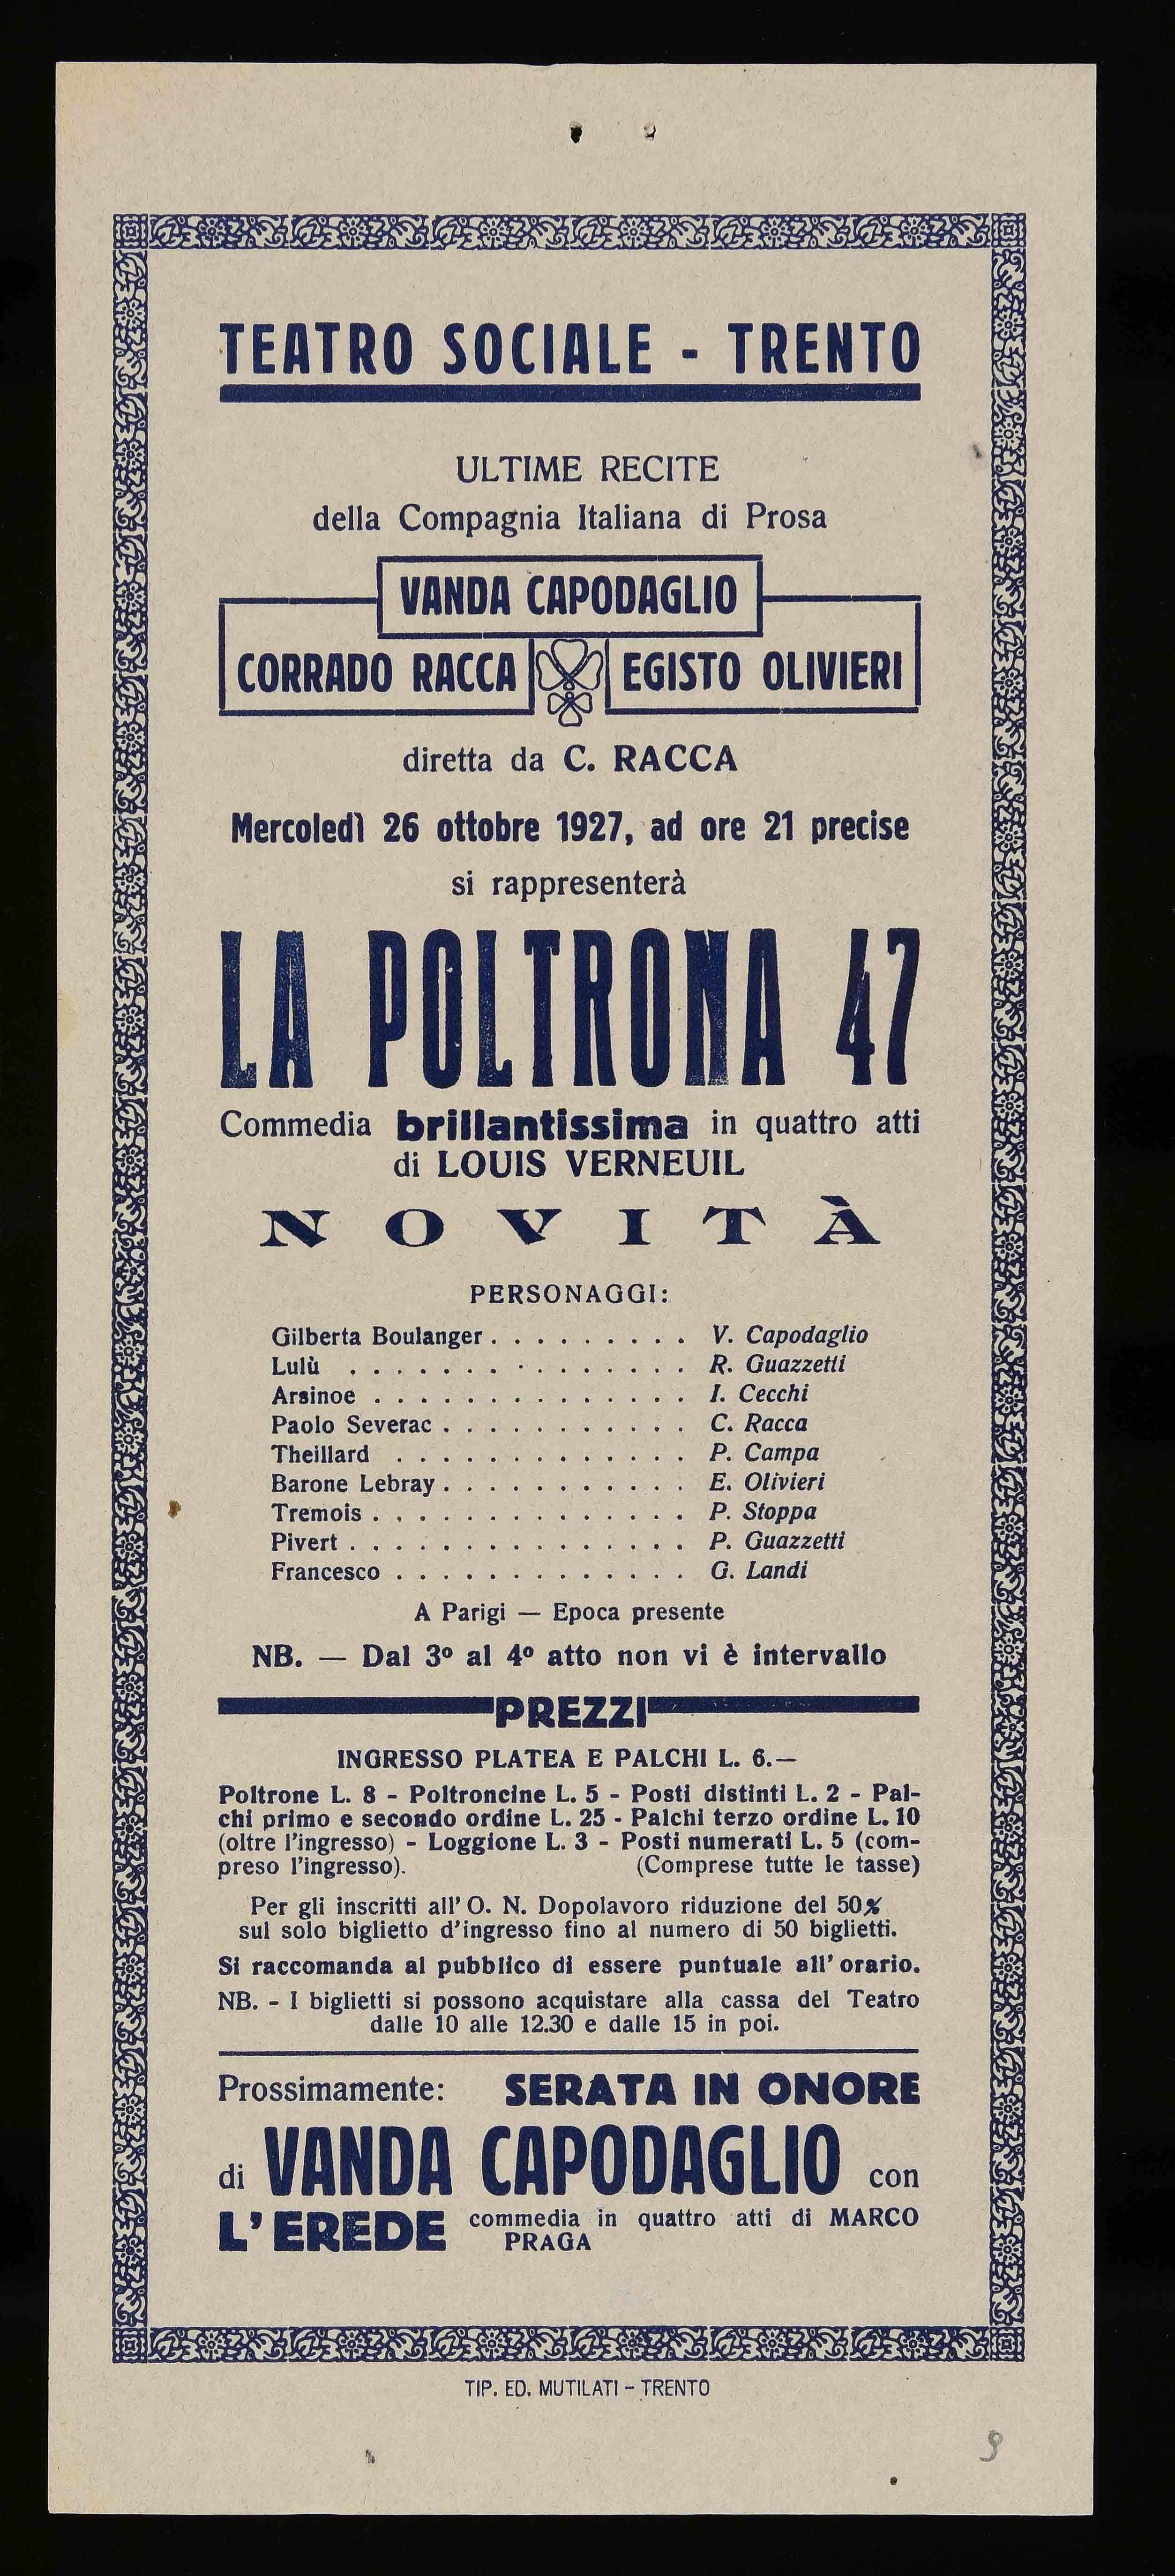 TEATRO SOCIALE - TRENTO
ULTIME RECITE
della Compagnia Italiana di Prosa
VANDA CAPODAGLIO
CORRADO RACCA EGISTO OLIVIERI
diretta da C. RACCA
Mercoledì 26 ottobre 1927, ad ore 21 precise
si rappresenterà
LA POLTRONA 47
Commedia brillantissima in quattro atti
di LOUIS VERNEUIL
NOVITÀ
PERSONAGGI:
Gilberta Boulanger . . . . . . . . . V. Capodaglio
Lulù . . . . . . . . . . . . . . . R. Guazzetti
Arsinoe . . . . . . . . . . . . . . I. Cecchi
Paolo Severac . . . . . . . . . . . C. Racca
Theillard . . . . . . . . . . . . . P. Campa
Barone Lebray . . . . . . . . . . . E. Olivieri
Tremois . . . . . . . . . . . . . . P. Stoppa
Pivert . . . . . . . . . . . . . . . P. Guazzetti
Francesco . . . . . . . . . . . . . G. Landi
A Parigi — Epoca presente
NB. — Dal 3º al 4º atto non vi è intervallo
PREZZI
INGRESSO PLATEA E PALCHI L. 6.—
Poltrone L. 8 - Poltroncine L. 5 - Posti distinti L. 2 - Pal-
chi primo e secondo ordine L. 25 - Palchi terzo ordine L. 10
(oltre l'ingresso) - Loggione L. 3 - Posti numerati L. 5 (com-
preso l'ingresso). (Comprese tutte le tasse)
Per gli inscritti all' O. N. Dopolavoro riduzione del 50%
sul solo biglietto d'ingresso fino al numero di 50 biglietti.
Si raccomanda al pubblico di essere puntuale all' orario.
NB. - I biglietti si possono acquistare alla cassa del Teatro
dalle 10 alle 12.30 e dalle 15 in poi.
Prossimamente: SERATA IN ONORE
di VANDA CAPODAGLIO con
L'EREDE commedia in quattro atti di MARCO
PRAGA
TIP. ED. MUTILATI - TRENTO
9